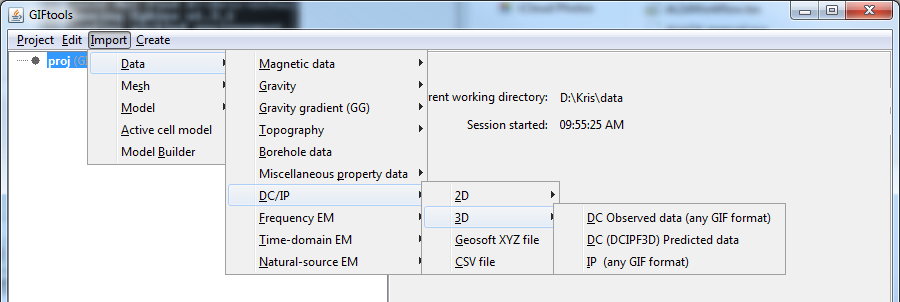 GIFtools
Project Edit Import Create
proj
Data
Mesh
Model
Active cell model
Model Builder
Magnetic data
Gravity
Gravity gradient (GG)
Topography
Borehole data
Miscellaneous property data
DC/IP
Frequency EM
Time-domain EM
Natural-source EM
2D
3D
Geosoft XYZ file
CSV file
DC Observed data (any GIF format)
DC (DCIPF3D) Predicted data
IP (any GIF format)
rent working directory: D:\Kris\data
Session started: 09:55:25 AM